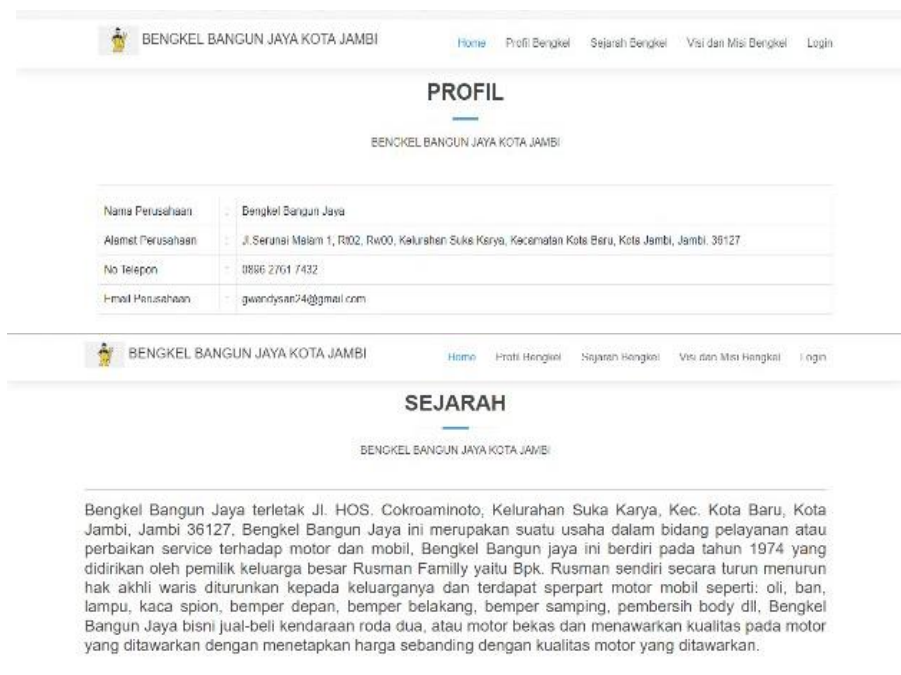 BENGKEL BANGUN JAYA KOTA JAMBI Home Profil Bengkel Sejarah Bengkel Visi dan Misi Bengkel Login
PROFIL
BENGKEL BANGUN JAYA KOTA JAMBI
Nama Perusahaan : Bengkel Bangun Jaya
Alamat Perusahaan : Jl.Serunai Malam 1, Rt02, Rw00, Kelurahan Suka Karya, Kecamatan Kota Baru, Kota Jambi, Jambi. 36127
No Telepon : 0896 2761 7432
Email Perusahaan : gwandysan24@gmail.com
BENGKEL BANGUN JAYA KOTA JAMBI Home Profil Bengkel Sejarah Bengkel Visi dan Misi Bengkel Login
SEJARAH
BENGKEL BANGUN JAYA KOTA JAMBI
Bengkel Bangun Jaya terletak Jl. HOS. Cokroaminoto, Kelurahan Suka Karya, Kec. Kota Baru, Kota
Jambi, Jambi 36127, Bengkel Bangun Jaya ini merupakan suatu usaha dalam bidang pelayanan atau
perbaikan service terhadap motor dan mobil, Bengkel Bangun jaya ini berdiri pada tahun 1974 yang
didirikan oleh pemilik keluarga besar Rusman Familly yaitu Bpk. Rusman sendiri secara turun menurun
hak akhli waris diturunkan kepada keluarganya dan terdapat sperpart motor mobil seperti: oli, ban,
lampu, kaca spion, bemper depan, bemper belakang, bemper samping, pembersih body dll, Bengkel
Bangun Jaya bisni jual-beli kendaraan roda dua, atau motor bekas dan menawarkan kualitas pada motor
yang ditawarkan dengan menetapkan harga sebanding dengan kualitas motor yang ditawarkan.